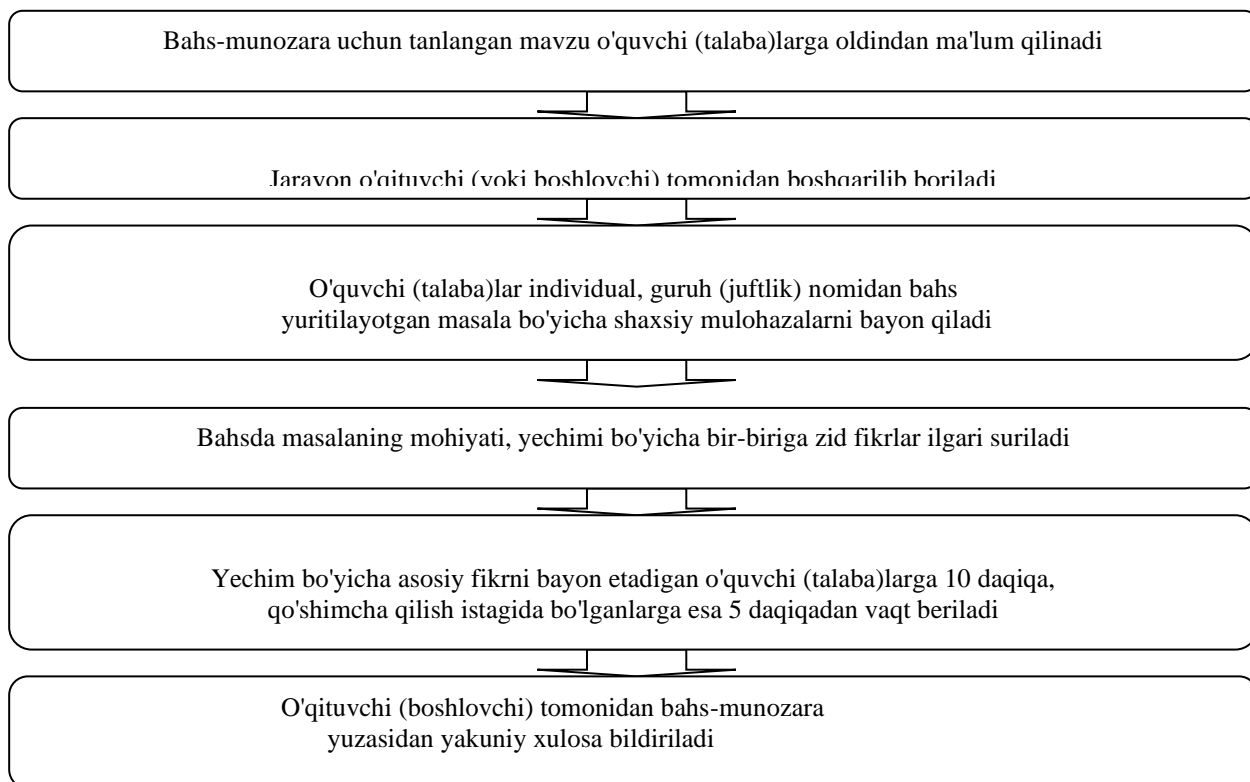 Bahs-munozara uchun tanlangan mavzu o'quvchi (talaba)larga oldindan ma'lum qilinadi
Jarayon o'qituvchi (yoki boshlovchi) tomonidan boshqarilib boriladi
O'quvchi (talaba)lar individual, guruh (juftlik) nomidan bahs
yuritilayotgan masala bo'yicha shaxsiy mulohazalarni bayon qiladi
Bahsda masalaning mohiyati, yechimi bo'yicha bir-biriga zid fikrlar ilgari suriladi
Yechim bo'yicha asosiy fikrni bayon etadigan o'quvchi (talaba)larga 10 daqiqa,
qo'shimcha qilish istagida bo'lganlarga esa 5 daqiqadan vaqt beriladi
O'qituvchi (boshlovchi) tomonidan bahs-munozara
yuzasidan yakuniy xulosa bildiriladi